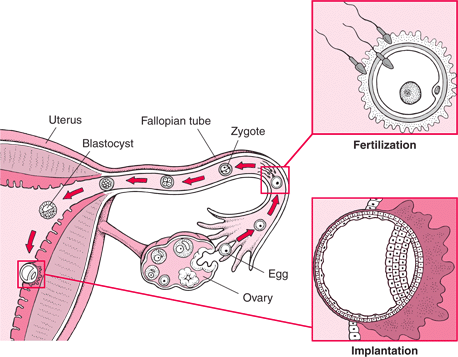 Uterus
Fallopian tube
Zygote
Blastocyst
Fertilization
Egg
Ovary
Implantation